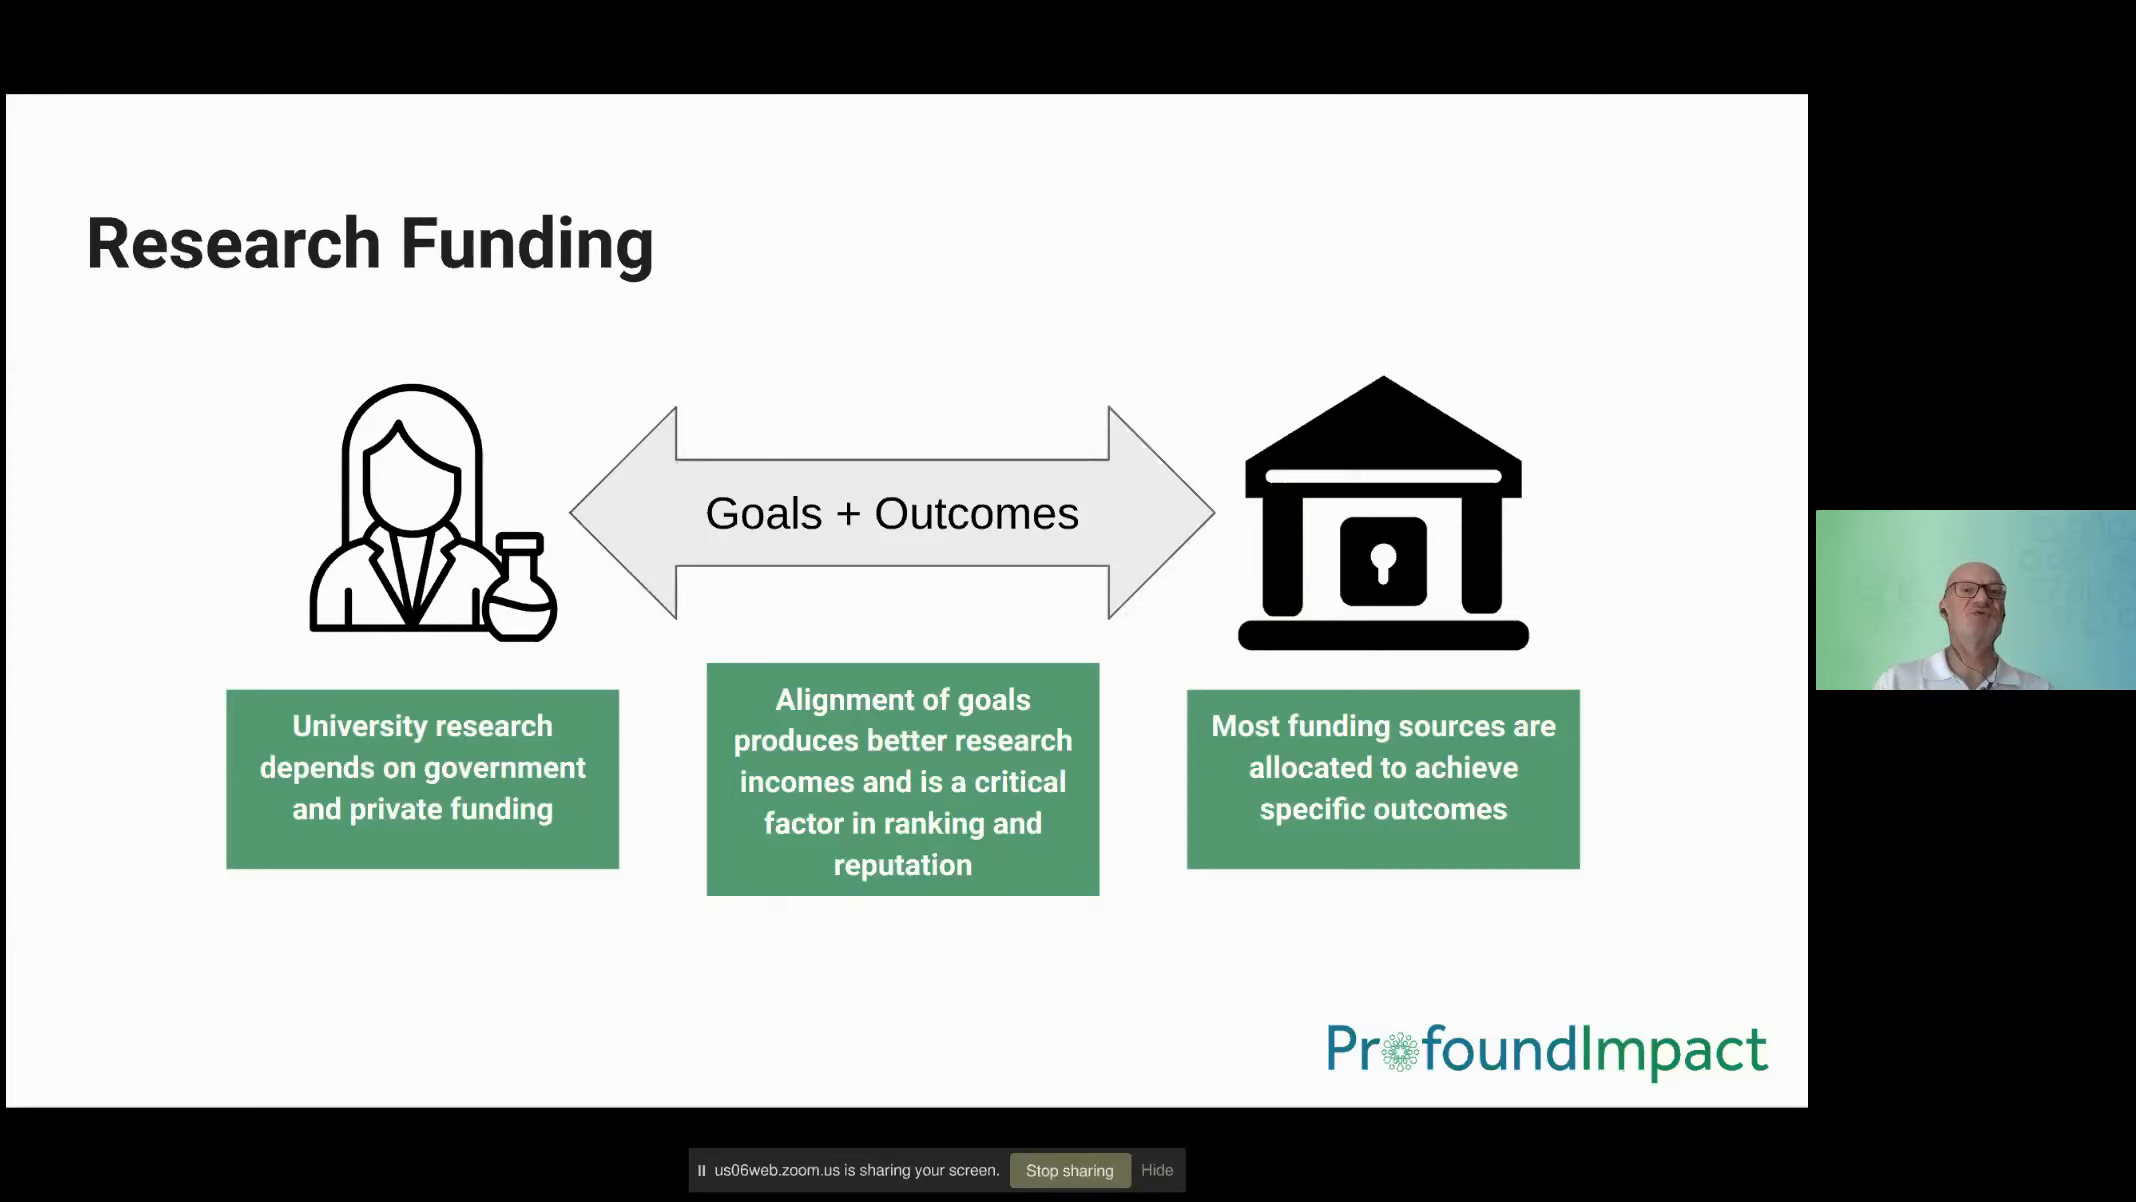 Research Funding
Goals + Outcomes
University research
depends on government
and private funding
Alignment of goals
produces better research
incomes and is a critical
factor in ranking and
reputation
Most funding sources are
allocated to achieve
specific outcomes
ProfoundImpact
us06web.zoom.us is sharing your screen.
Stop sharing
Hide